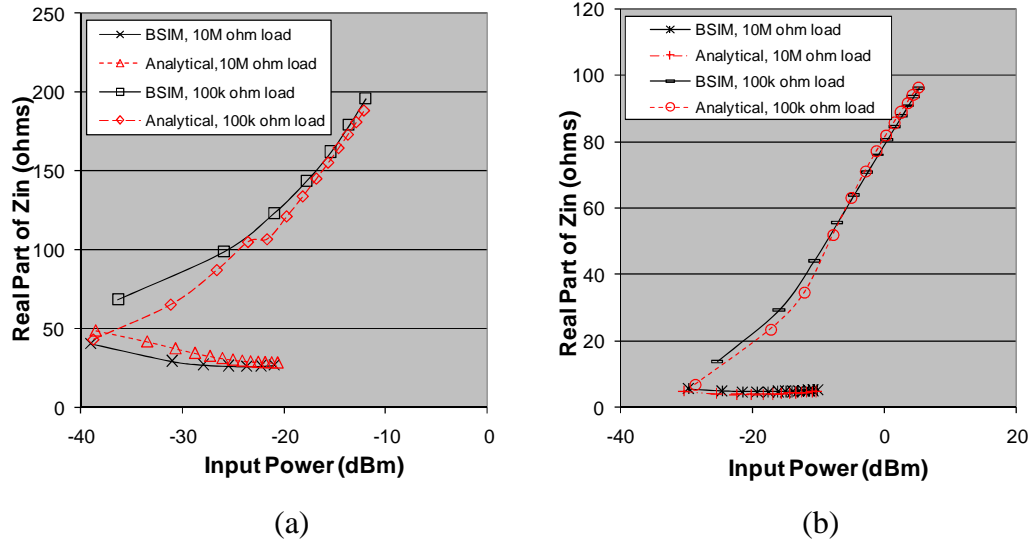 250
200
150
100
50
0
Real Part of Zin (ohms)
BSIM, 10M ohm load
Analytical,10M ohm load
BSIM, 100k ohm load
Analytical, 100k ohm load
-40 -30 -20 -10 0
Input Power (dBm)
(a)
120
100
80
60
40
20
0
Real Part of Zin (ohms)
BSIM, 10M ohm load
Analytical, 10M ohm load
BSIM, 100k ohm load
Analytical, 100k ohm load
-40 -20 0 20
Input Power (dBm)
(b)